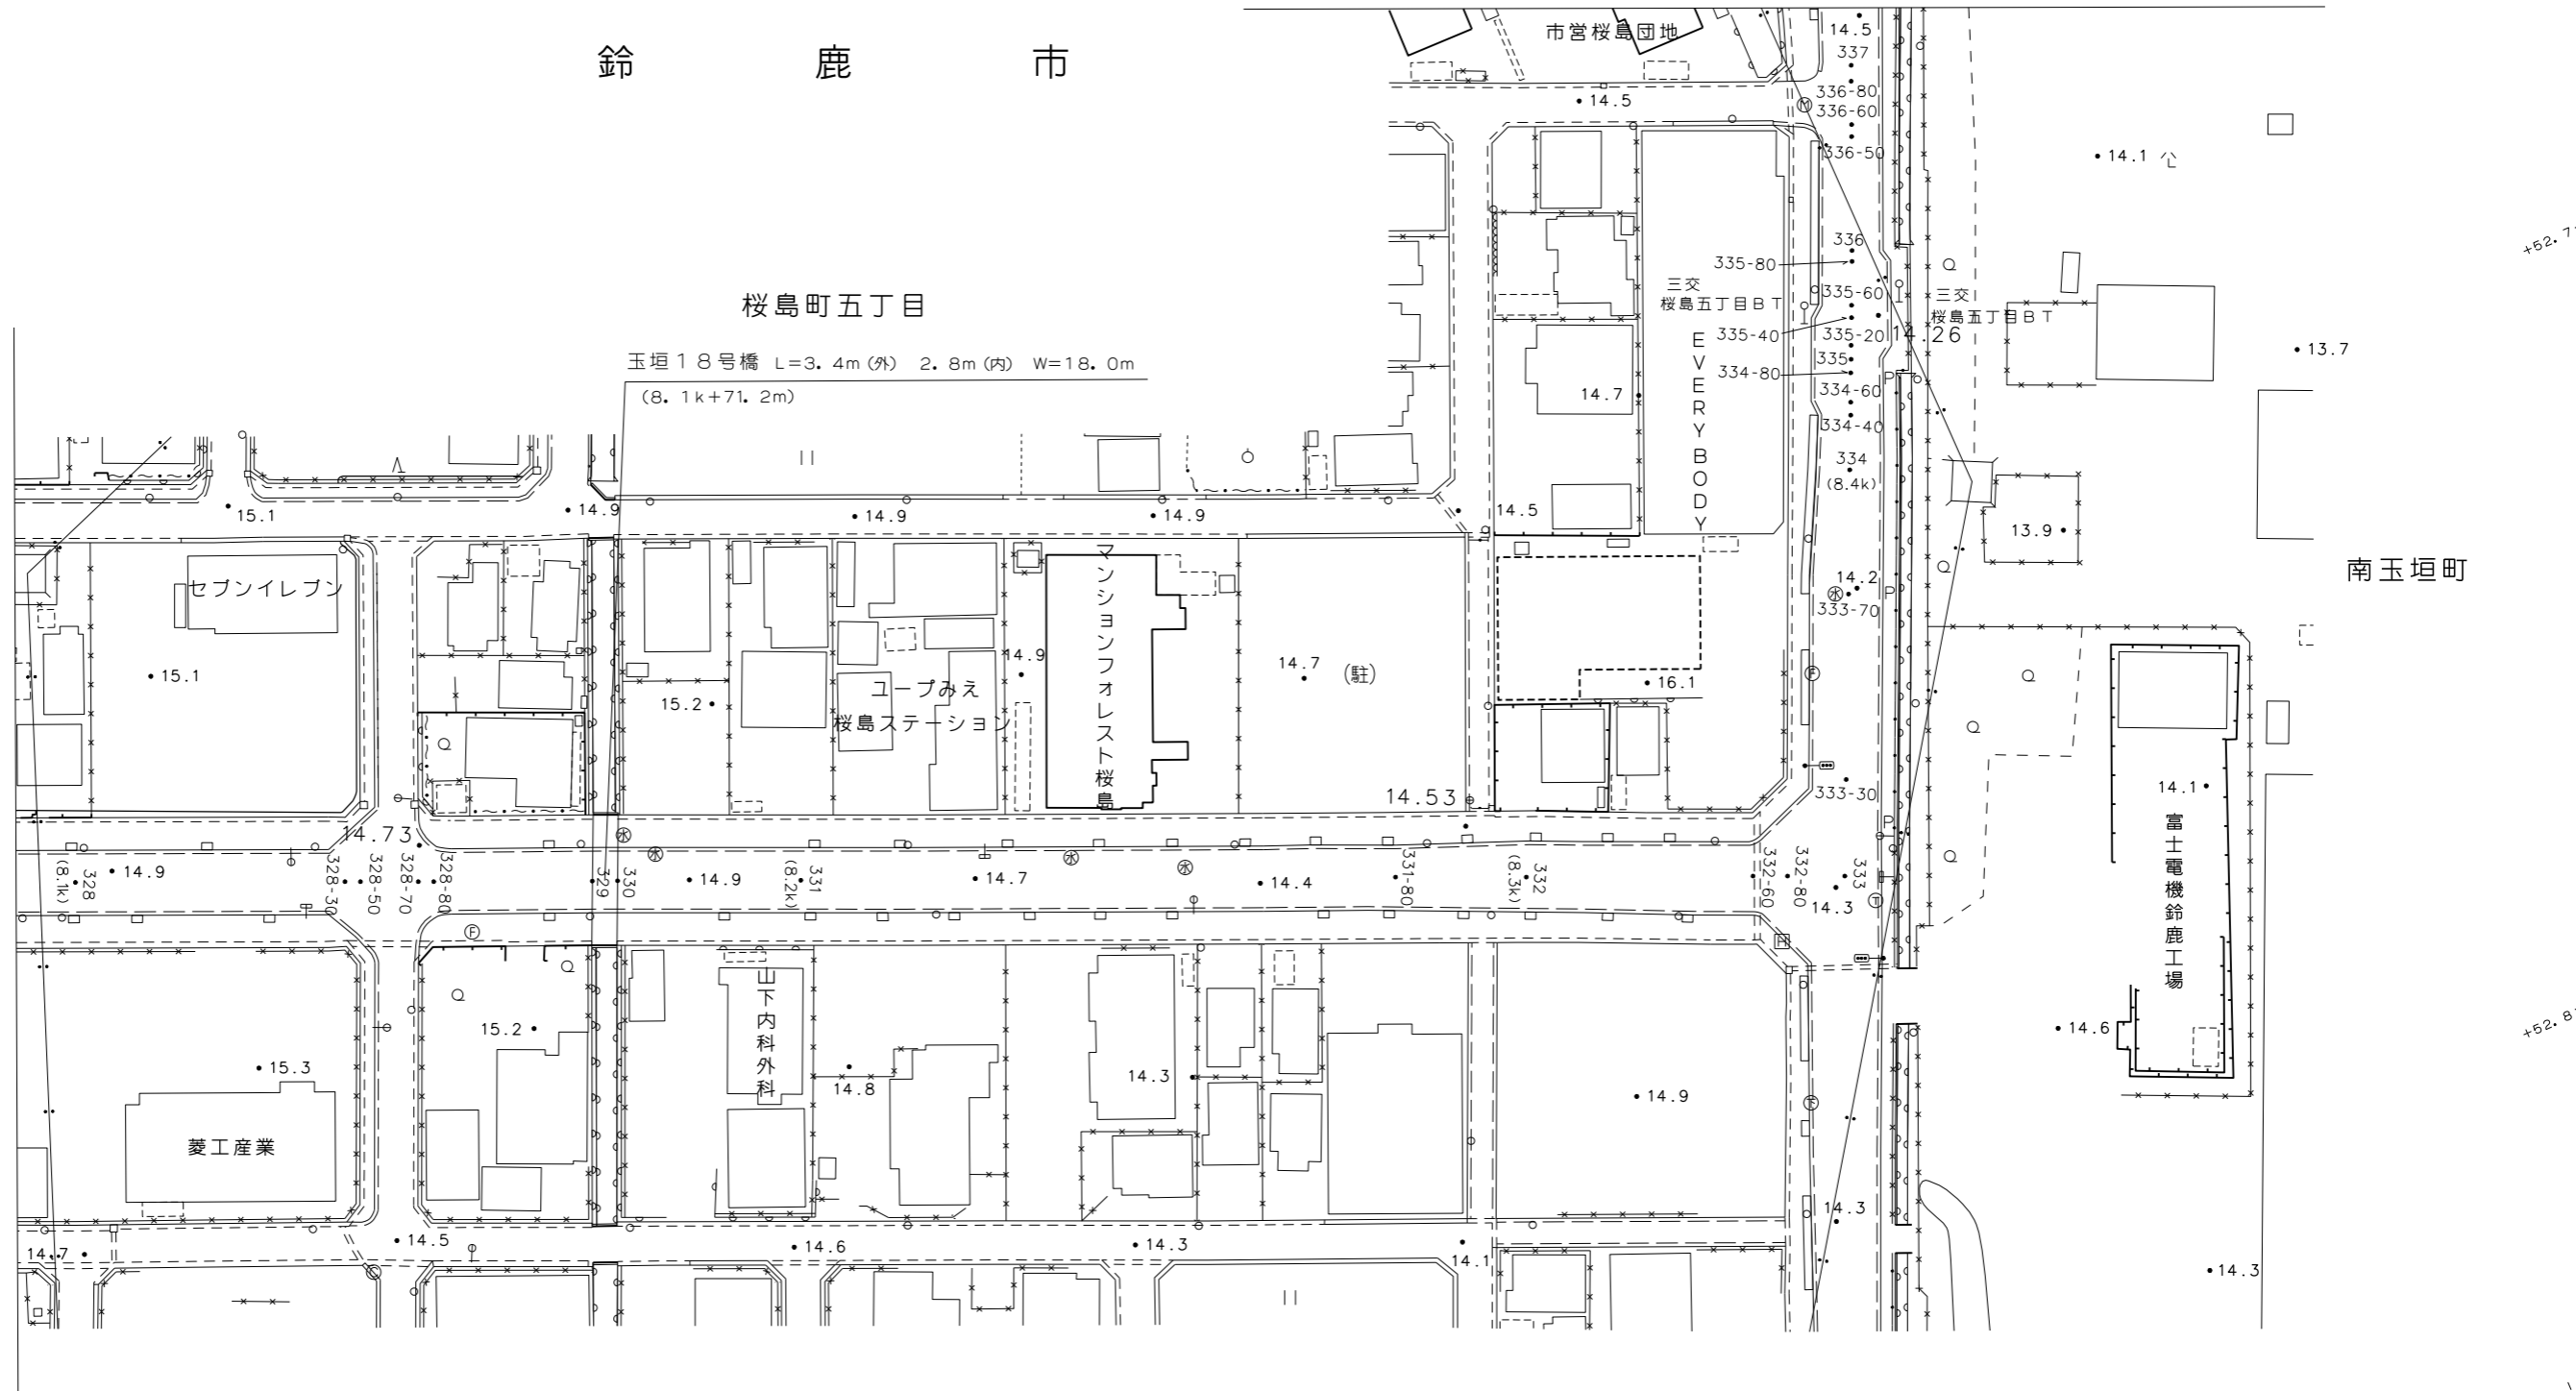 鈴鹿市
市営桜島団地
14.5
337
336-80
336-60
14.5
336-50
14.1
336
335-80
335-60
三交
桜島五丁目BT
三交
桜島五丁目BT
335-40
335-20
14.26
335
334-80
334-60
334-40
334
(8.4k)
13.7
14.7
EVERY BODY
桜島町五丁目
玉垣18号橋 L=3.4m(外) 2.8m(内) W=18.0m
(8.1k+71.2m)
15.1
14.9
14.9
14.9
14.5
13.9
南玉垣町
セブンイレブン
マンションフォレスト桜島
14.2
水
333-70
15.1
15.2
ユープみえ
桜島ステーション
14.9
14.7
(駐)
16.1
F
14.53
333-30
14.1
富士電機鈴鹿工場
14.73
水
水
水
水
328
(8.1k)
14.9
328-30
328-50
328-70
328-80
329
330
14.9
331
(8.2k)
14.7
14.4
331-80
332
(8.3k)
332-60
332-80
333
14.3
T
F
H
M
P
P
P
15.2
15.3
菱工産業
山下内科外科
14.8
14.3
14.9
14.6
下
14.3
14.7
14.5
14.6
14.3
14.1
14.3